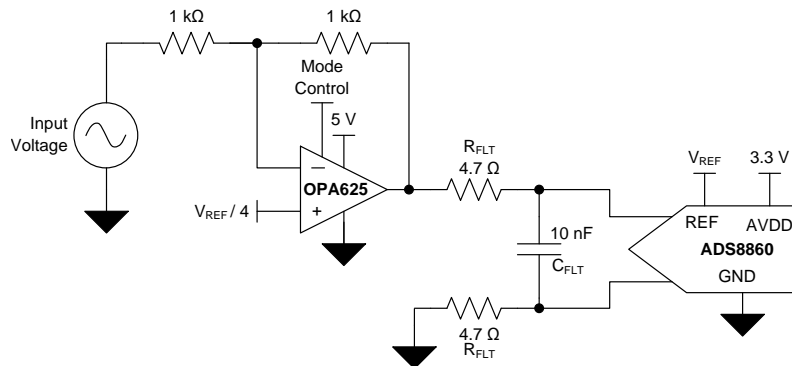 1 kΩ
1 kΩ
Mode
Control
5 V
Input
Voltage
−
OPA625
+
V_REF / 4
R_FLT
4.7 Ω
10 nF
C_FLT
4.7 Ω
R_FLT
V_REF
3.3 V
REF
AVDD
ADS8860
GND